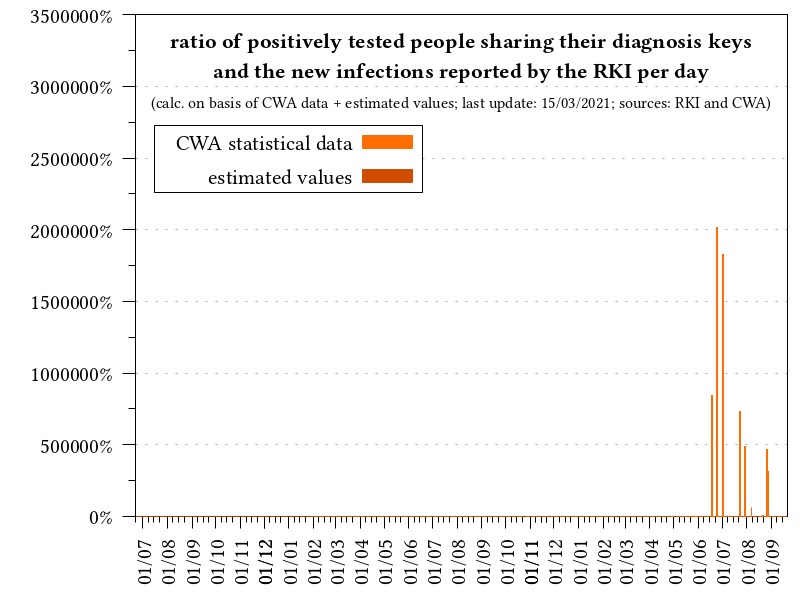 3500000%
ratio of positively tested people sharing their diagnosis keys
and the new infections reported by the RKI per day
3000000%
(calc. on basis of CWA data + estimated values; last update: 15/03/2021; sources: RKI and CWA)
CWA statistical data
2500000%
estimated values
2000000%
1500000%
1000000%
500000%
0%
01/07 01/08 01/09 01/10 01/11 01/12 01/01 01/02 01/03 01/04 01/05 01/06 01/07 01/08 01/09 01/10 01/11 01/12 01/01 01/02 01/03 01/04 01/05 01/06 01/07 01/08 01/09